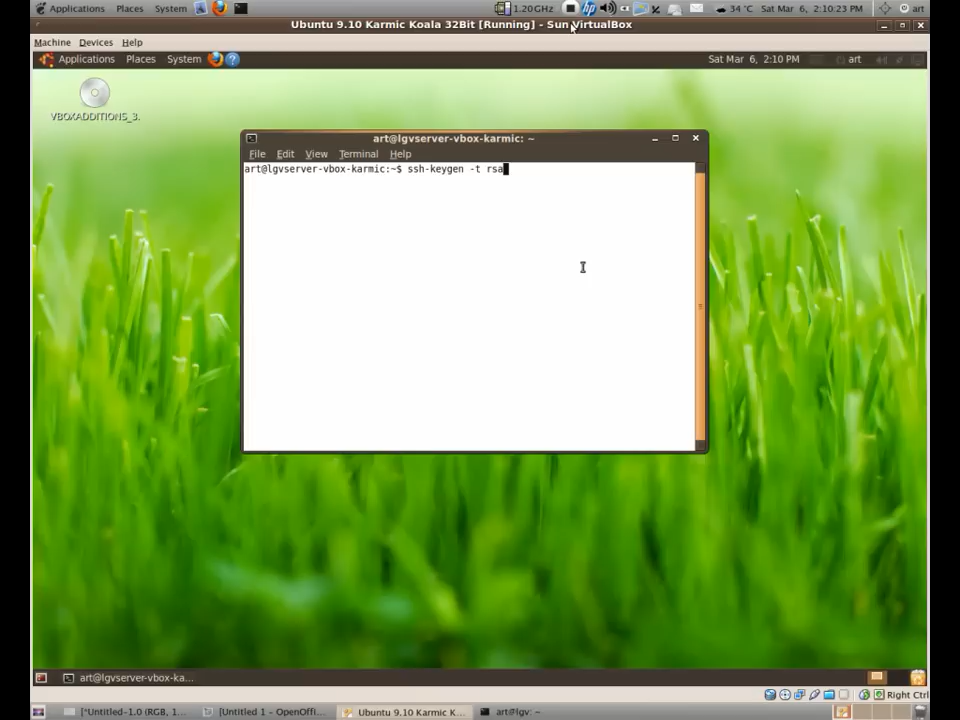 Applications Places System 1.20GHz 34 °C Sat Mar 6, 2:10:23 PM art
Ubuntu 9.10 Karmic Koala 32Bit [Running] - Sun VirtualBox
Machine Devices Help
Applications Places System ? Sat Mar 6, 2:10 PM art
VBOXADDITIONS_3.
art@lgvserver-vbox-karmic: ~
File Edit View Terminal Help
art@lgvserver-vbox-karmic:~$ ssh-keygen -t rsa
art@lgvserver-vbox-ka...
Right Ctrl
[*Untitled-1.0 (RGB, 1... [Untitled 1 - OpenOffi... Ubuntu 9.10 Karmic K... art@lgv: ~